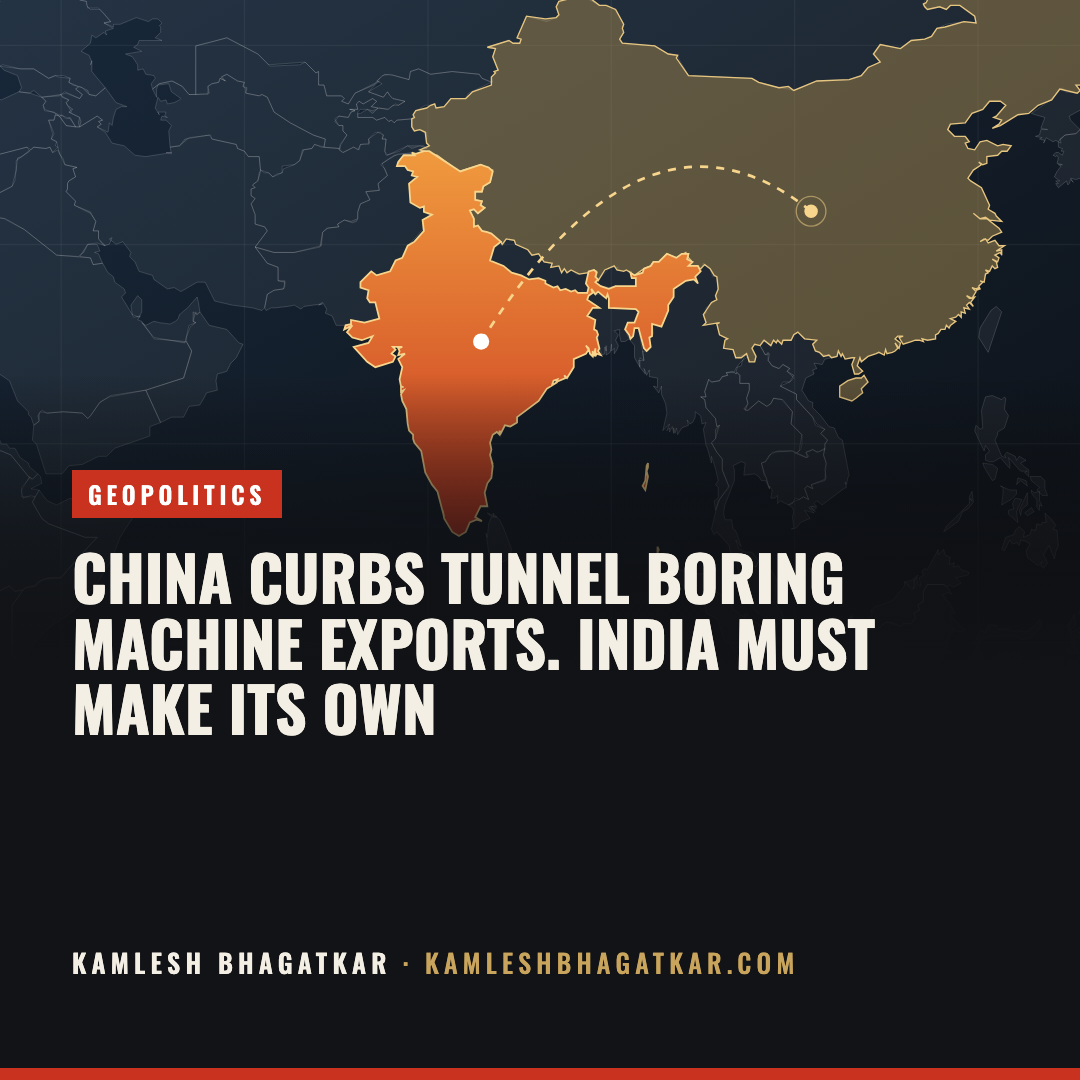 GEOPOLITICS
CHINA CURBS TUNNEL BORING
MACHINE EXPORTS. INDIA MUST
MAKE ITS OWN
KAMLESH BHAGATKAR · KAMLESHBHAGATKAR.COM